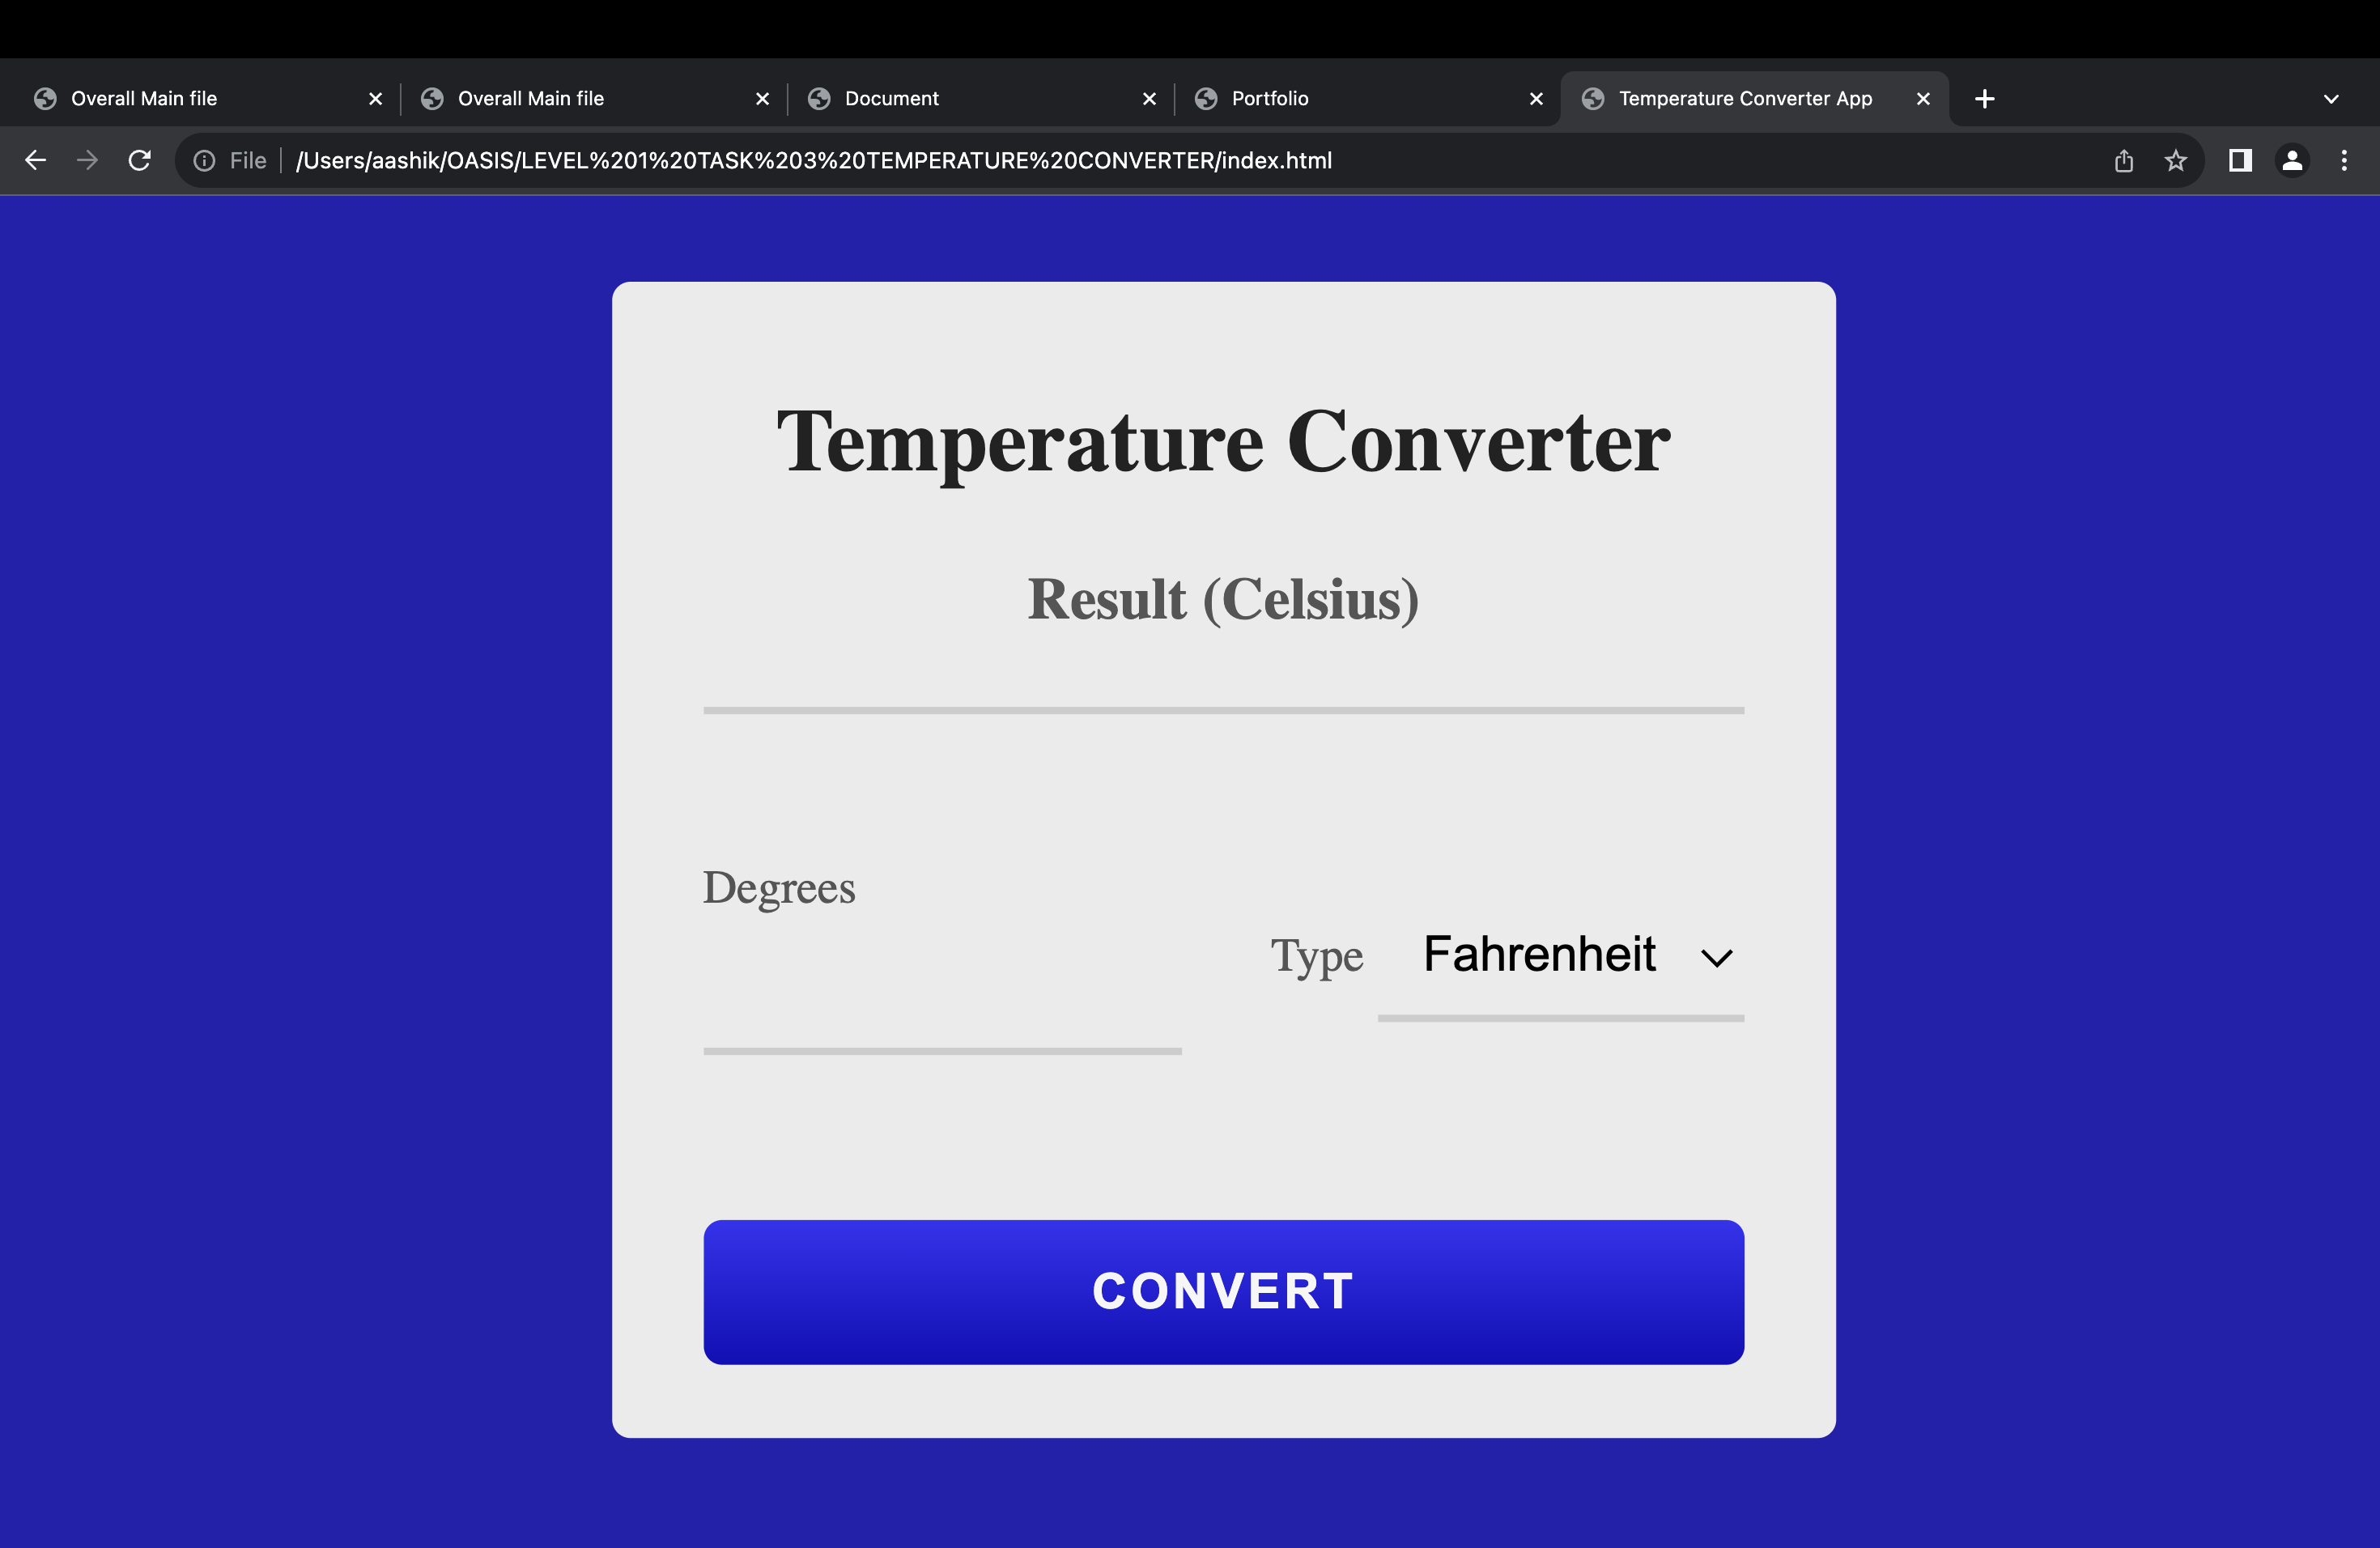 Overall Main file
Overall Main file
Document
Portfolio
Temperature Converter App
File
/Users/aashik/OASIS/LEVEL%201%20TASK%203%20TEMPERATURE%20CONVERTER/index.html
Temperature Converter
Result (Celsius)
Degrees
Type
Fahrenheit
CONVERT